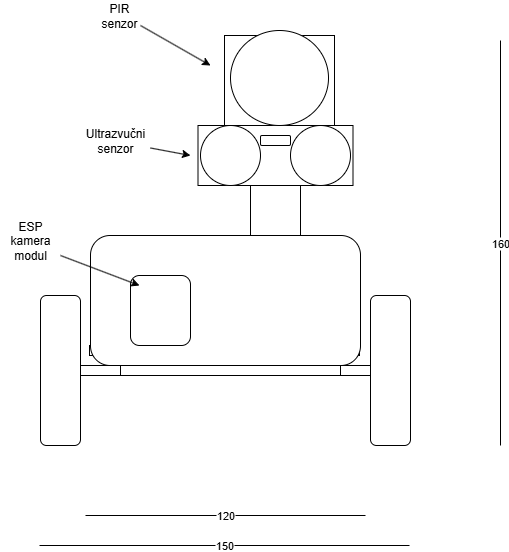 PIR
senzor
Ultrazvučni
senzor
ESP
kamera
modul
160
120
150